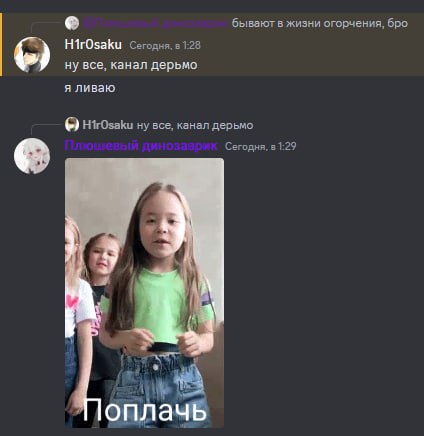 @Плюшевый динозаврик бывают в жизни огорчения, бро
H1r0saku Сегодня, в 1:28
ну все, канал дерьмо
я ливаю
H1r0saku ну все, канал дерьмо
Плюшевый динозаврик Сегодня, в 1:29
Поплачь